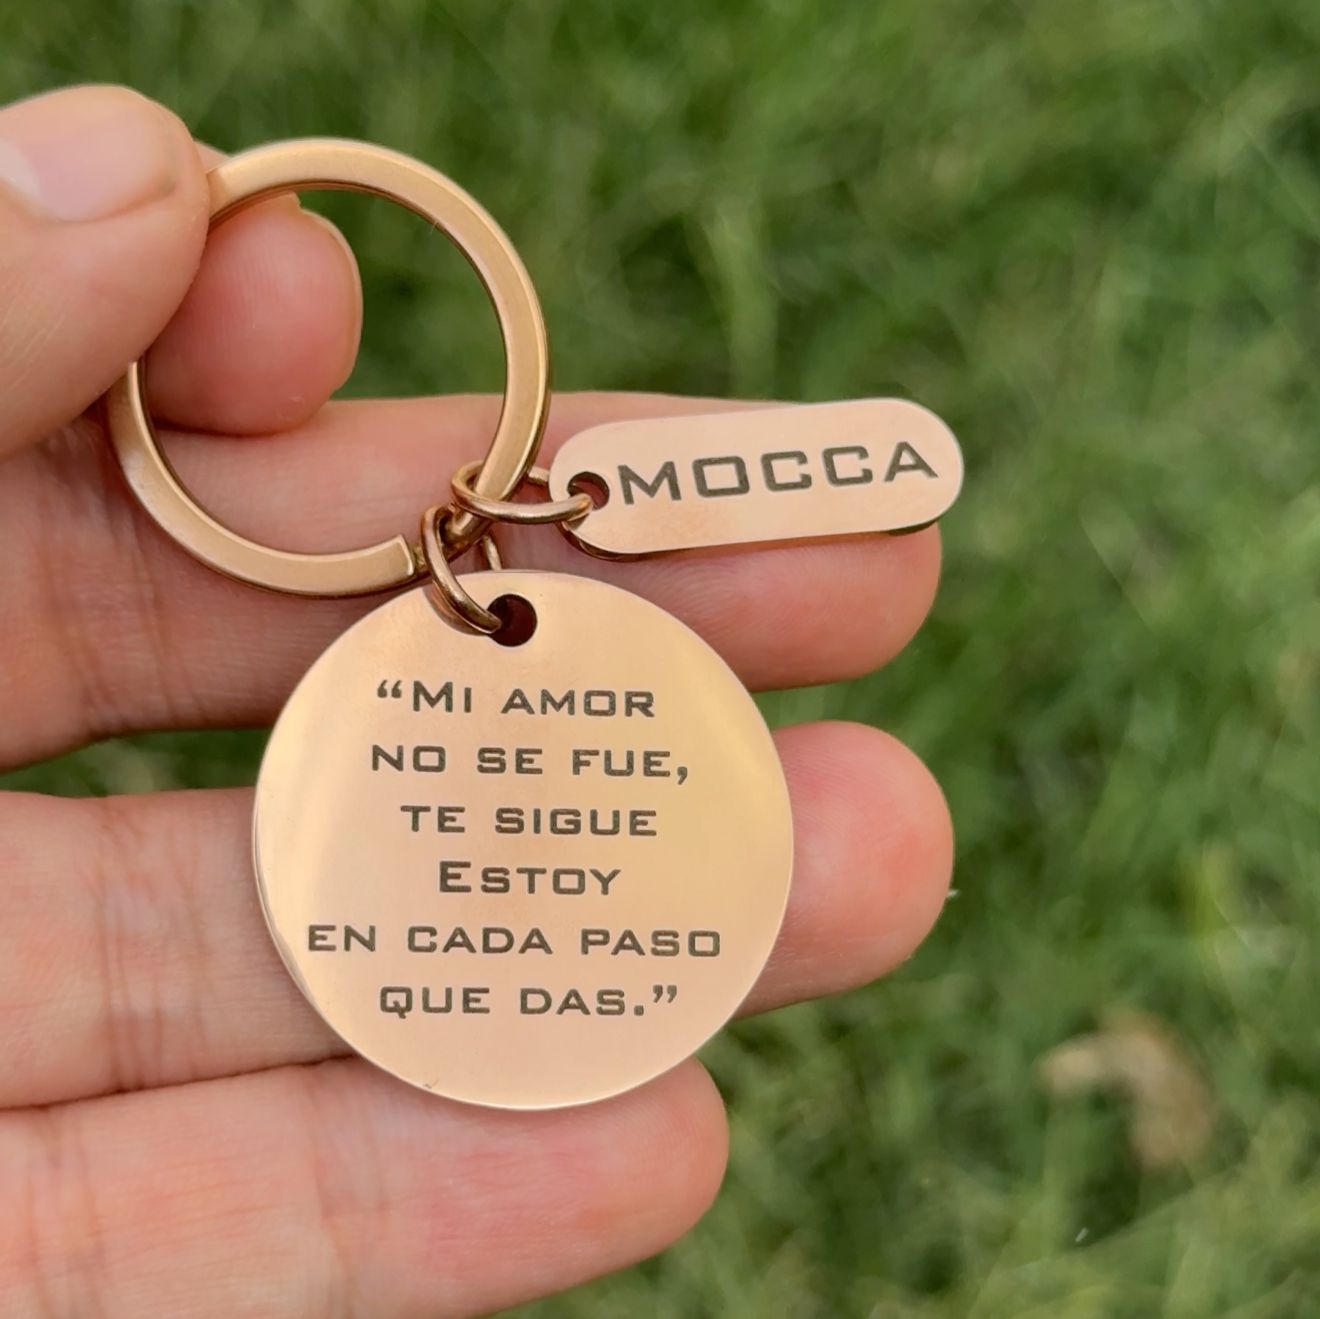 MOCCA
“MI AMOR
NO SE FUE,
TE SIGUE
ESTOY
EN CADA PASO
QUE DAS.”